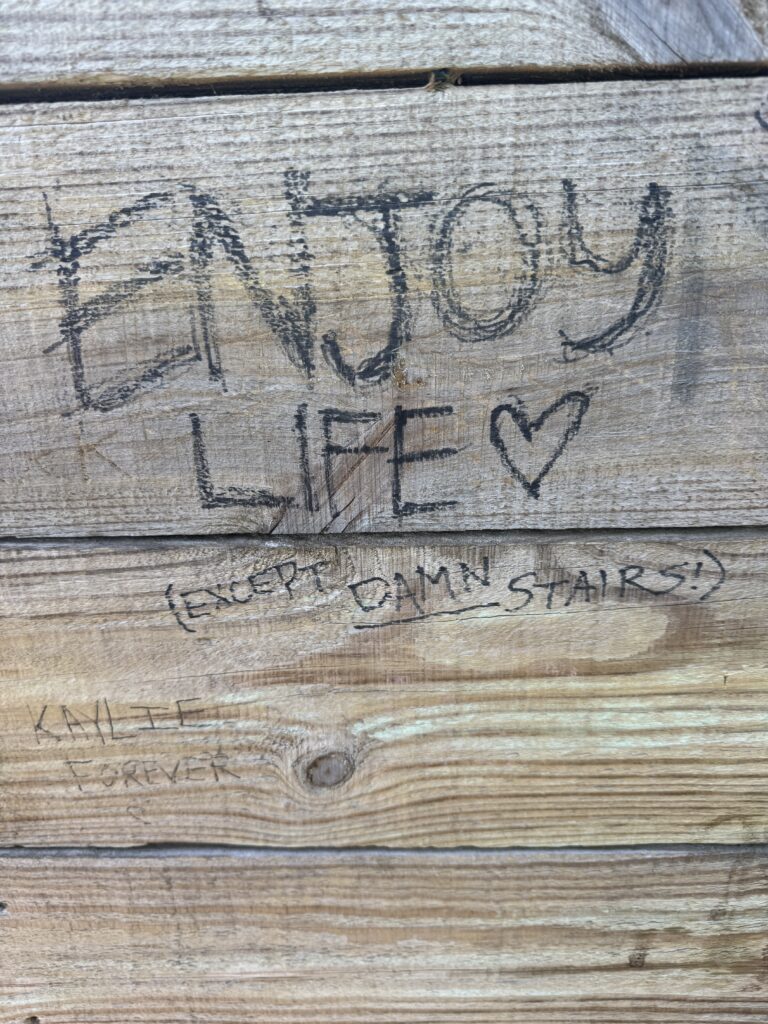 ENJOY
LIFE ♡
(EXCEPT DAMN STAIRS!)
KAYLIE
FOREVER